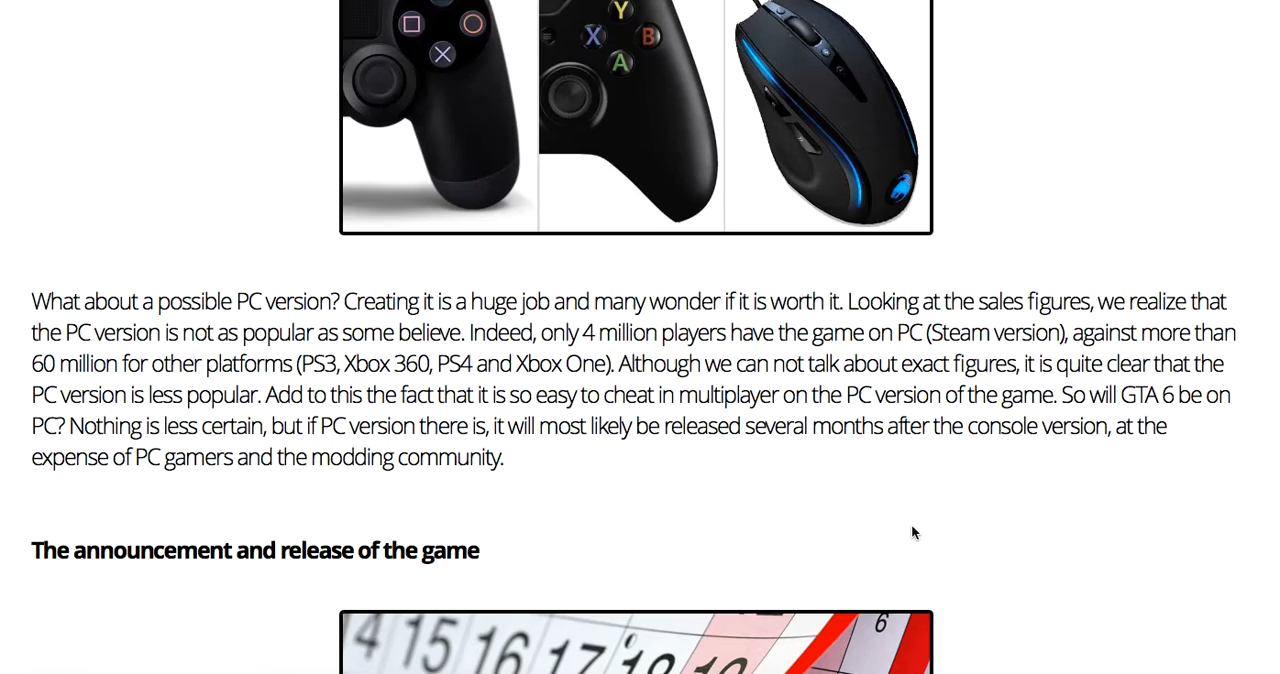 Y
X B
A
What about a possible PC version? Creating it is a huge job and many wonder if it is worth it. Looking at the sales figures, we realize that
the PC version is not as popular as some believe. Indeed, only 4 million players have the game on PC (Steam version), against more than
60 million for other platforms (PS3, Xbox 360, PS4 and Xbox One). Although we can not talk about exact figures, it is quite clear that the
PC version is less popular. Add to this the fact that it is so easy to cheat in multiplayer on the PC version of the game. So will GTA 6 be on
PC? Nothing is less certain, but if PC version there is, it will most likely be released several months after the console version, at the
expense of PC gamers and the modding community.
The announcement and release of the game
6
14 15 16 17 18 19